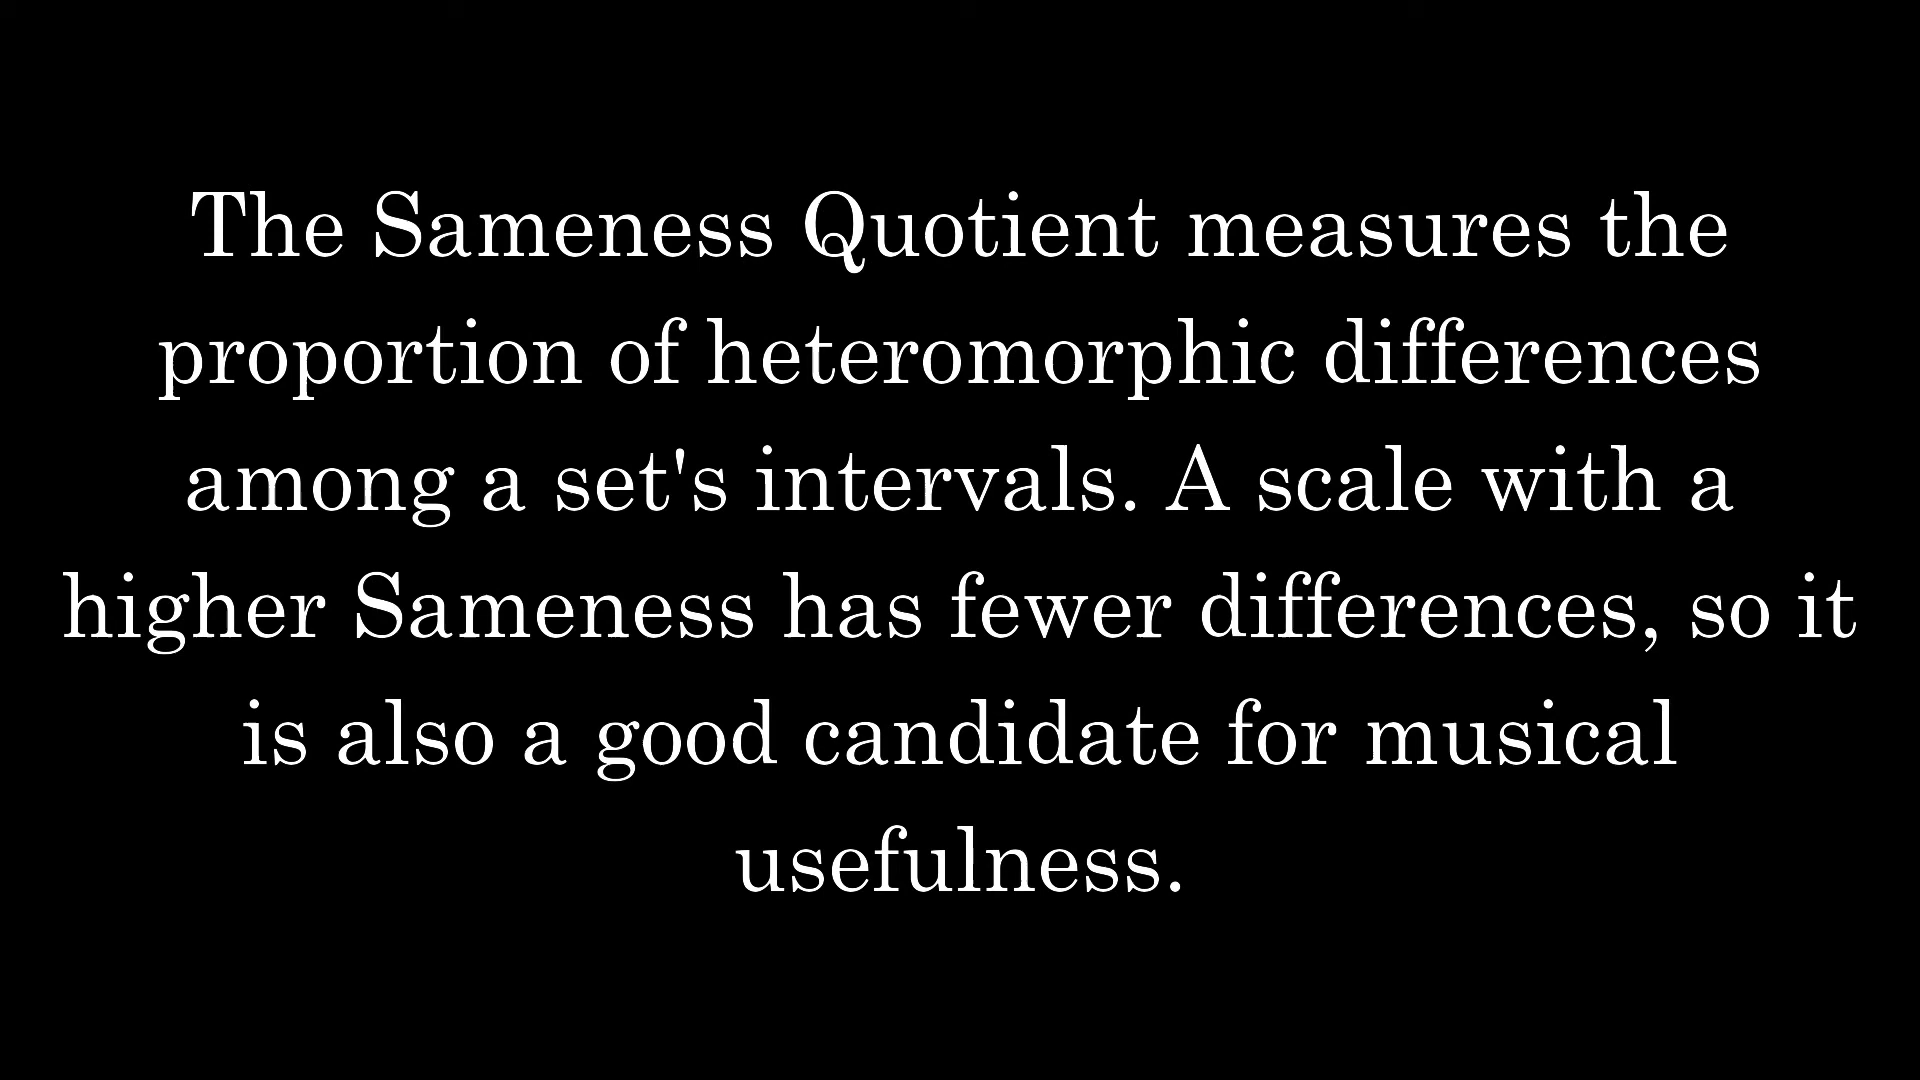 The Sameness Quotient measures the
proportion of heteromorphic differences
among a set's intervals. A scale with a
higher Sameness has fewer differences, so it
is also a good candidate for musical
usefulness.